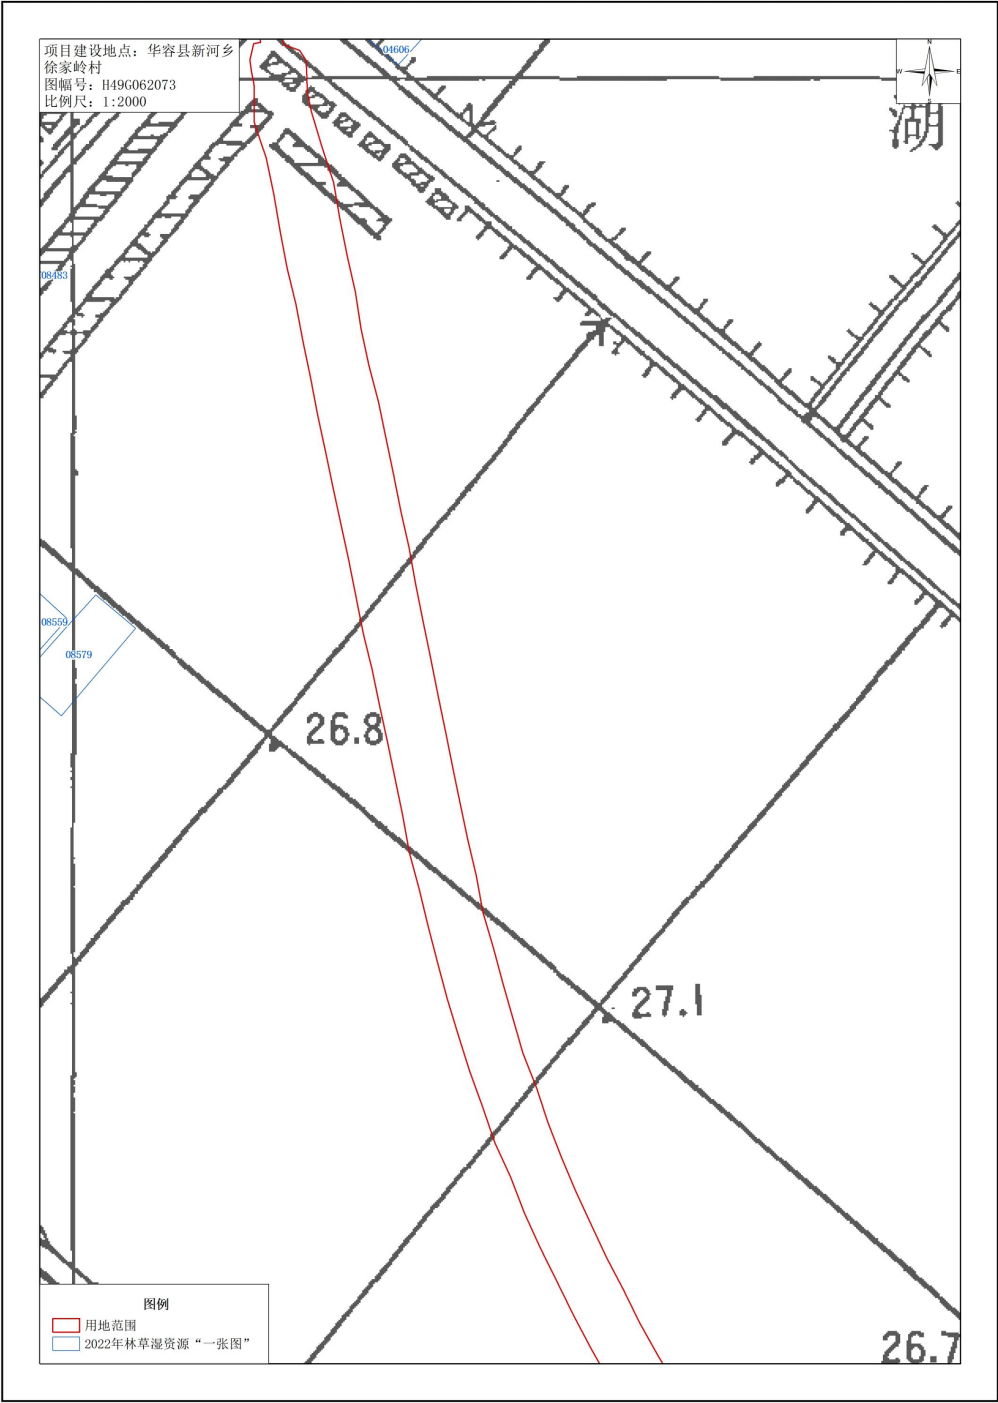 项目建设地点：华容县新河乡
徐家岭村
图幅号：H49G062073
比例尺：1:2000
04606
N
W
E
S
湖
08483
08559
08579
26.8
27.1
26.7
图例
用地范围
2022年林草湿资源“一张图”